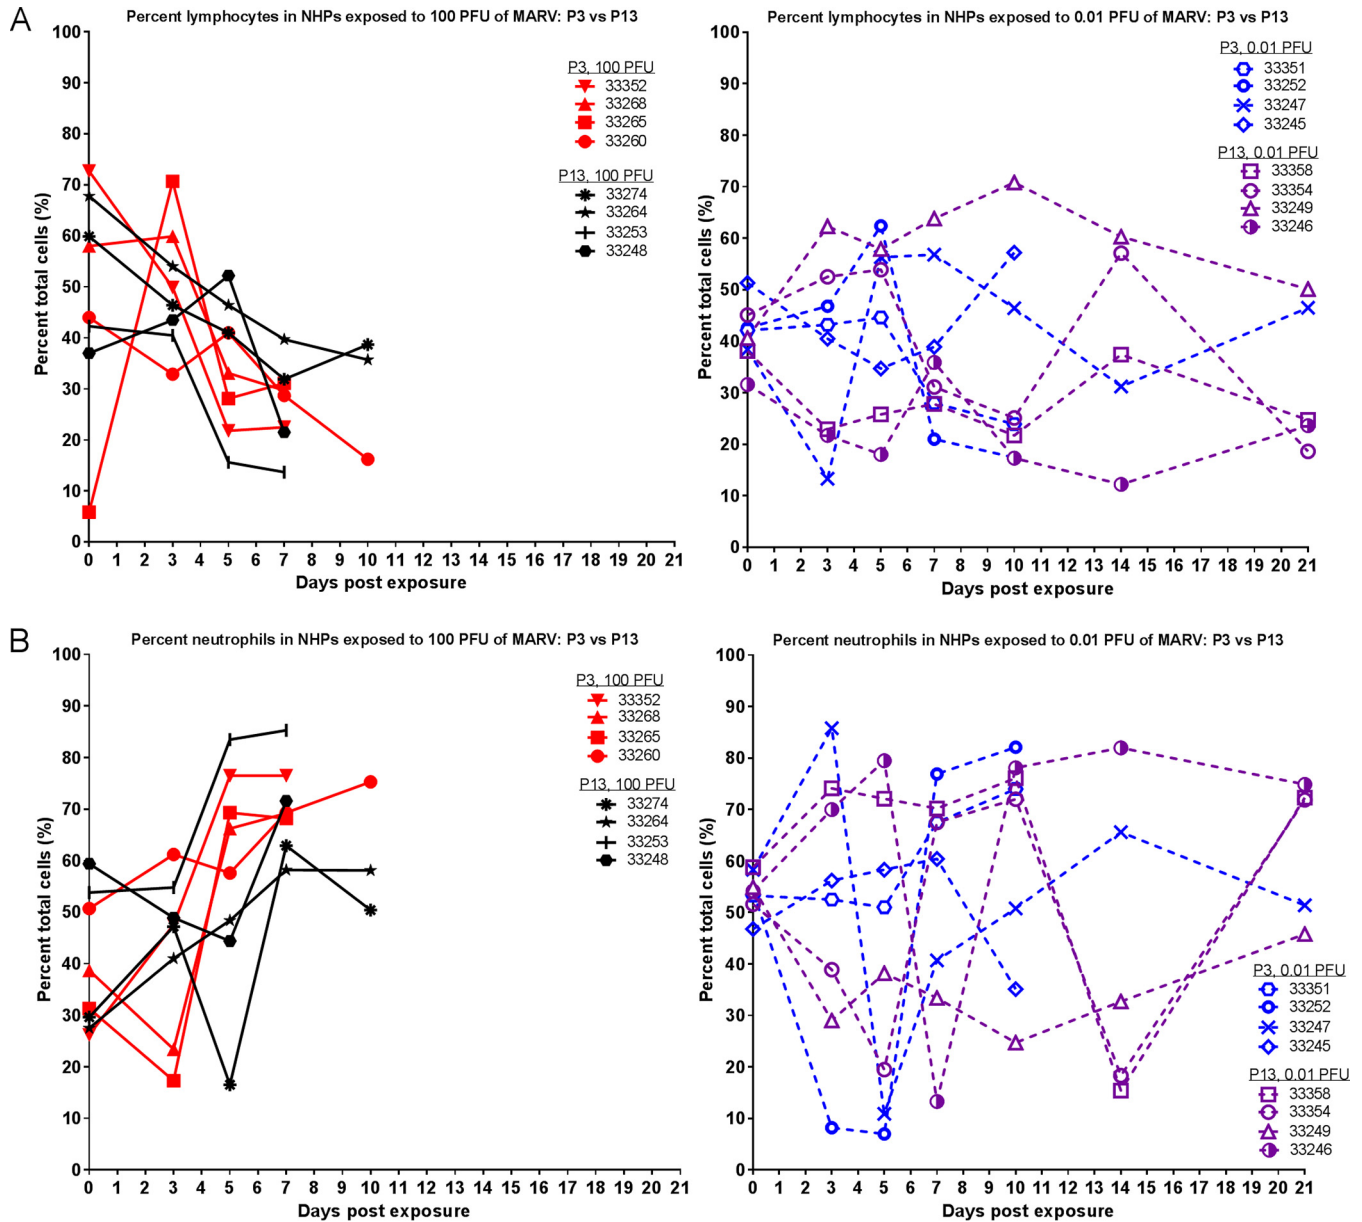 A
Percent lymphocytes in NHPs exposed to 100 PFU of MARV: P3 vs P13
Percent total cells (%)
100
90
80
70
60
50
40
30
20
10
0
0 1 2 3 4 5 6 7 8 9 10 11 12 13 14 15 16 17 18 19 20 21
Days post exposure
P3, 100 PFU
33352
33268
33265
33260
P13, 100 PFU
33274
33264
33253
33248
Percent lymphocytes in NHPs exposed to 0.01 PFU of MARV: P3 vs P13
Percent total cells (%)
100
90
80
70
60
50
40
30
20
10
0
0 1 2 3 4 5 6 7 8 9 10 11 12 13 14 15 16 17 18 19 20 21
Days post exposure
P3, 0.01 PFU
33351
33252
33247
33245
P13, 0.01 PFU
33358
33354
33249
33246
B
Percent neutrophils in NHPs exposed to 100 PFU of MARV: P3 vs P13
Percent total cells (%)
100
90
80
70
60
50
40
30
20
10
0
0 1 2 3 4 5 6 7 8 9 10 11 12 13 14 15 16 17 18 19 20 21
Days post exposure
P3, 100 PFU
33352
33268
33265
33260
P13, 100 PFU
33274
33264
33253
33248
Percent neutrophils in NHPs exposed to 0.01 PFU of MARV: P3 vs P13
Percent total cells (%)
100
90
80
70
60
50
40
30
20
10
0
0 1 2 3 4 5 6 7 8 9 10 11 12 13 14 15 16 17 18 19 20 21
Days post exposure
P3, 0.01 PFU
33351
33252
33247
33245
P13, 0.01 PFU
33358
33354
33249
33246